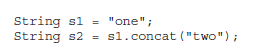 String s1 = "one";
String s2 = s1.concat("two");